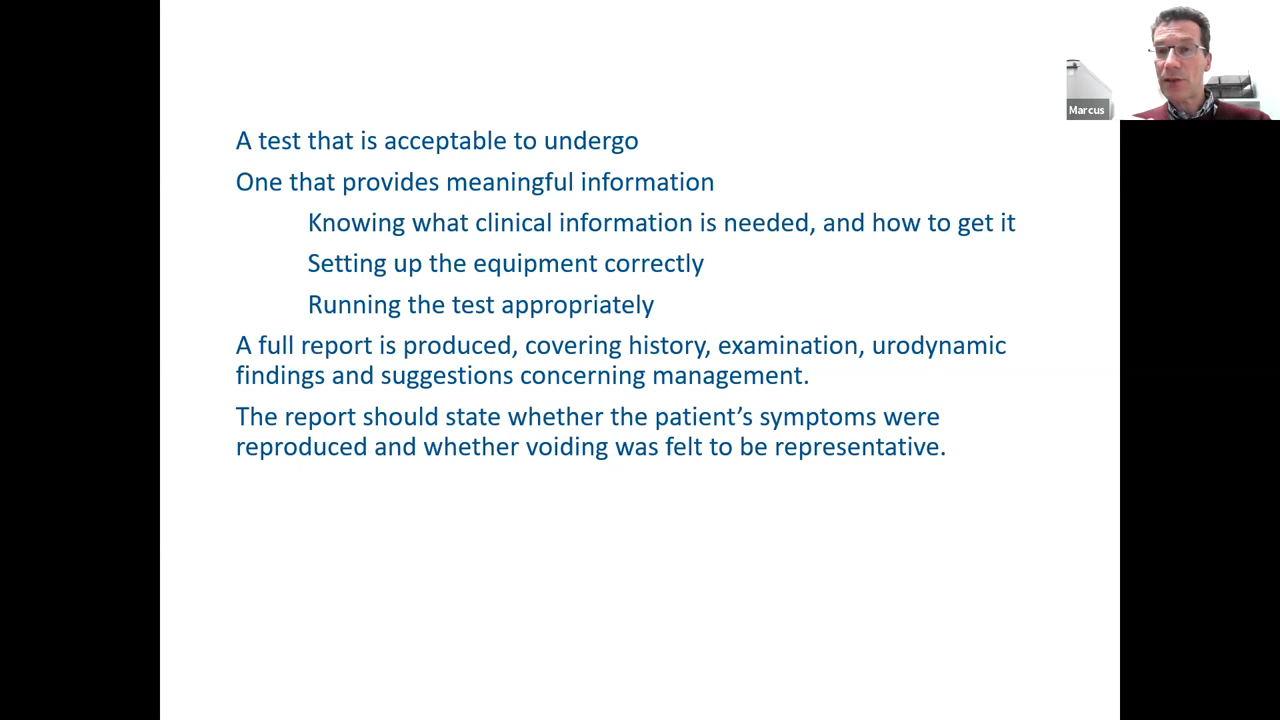 Marcus
A test that is acceptable to undergo
One that provides meaningful information
Knowing what clinical information is needed, and how to get it
Setting up the equipment correctly
Running the test appropriately
A full report is produced, covering history, examination, urodynamic
findings and suggestions concerning management.
The report should state whether the patient’s symptoms were
reproduced and whether voiding was felt to be representative.